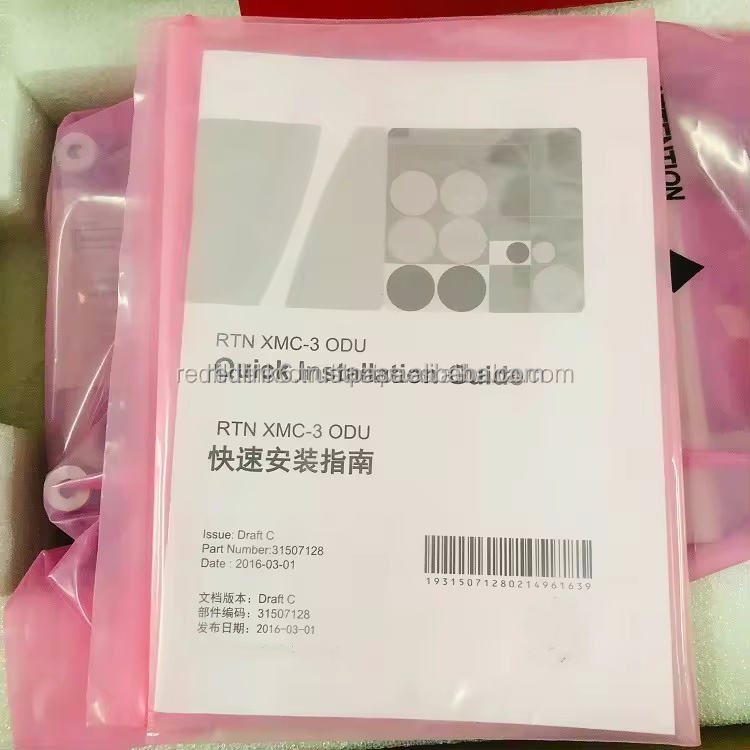 ATTENTION
RTN XMC-3 ODU
Quick Installation Guide
RTN XMC-3 ODU
快速安装指南
Issue: Draft C
Part Number:31507128
Date : 2016-03-01
19315071280214961639
文档版本：Draft C
部件编码：31507128
发布日期：2016-03-01